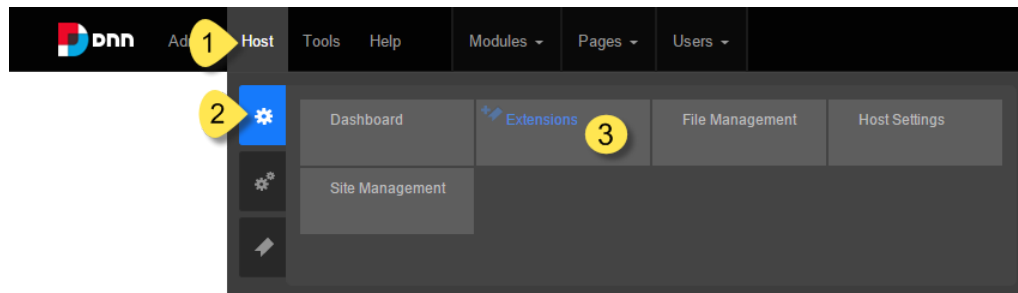 DNN Ad 1 Host Tools Help Modules Pages Users
2
Dashboard Extensions 3 File Management Host Settings
Site Management